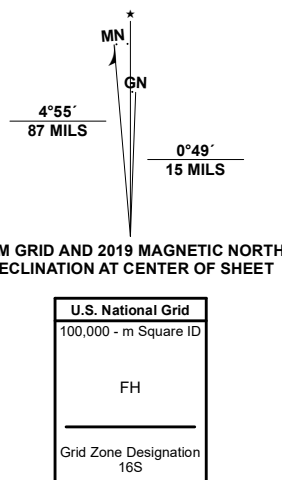 ★
MN
GN
4°55´
87 MILS
0°49´
15 MILS
M GRID AND 2019 MAGNETIC NORTH
ECLINATION AT CENTER OF SHEET
U.S. National Grid
100,000 - m Square ID
FH
Grid Zone Designation
16S